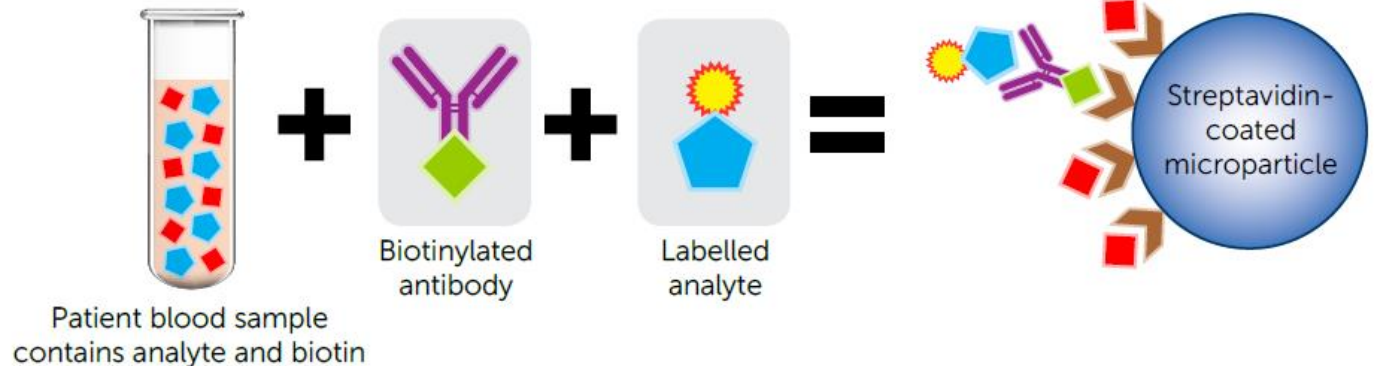 Patient blood sample
contains analyte and biotin
Biotinylated
antibody
Labelled
analyte
Streptavidin-
coated
microparticle